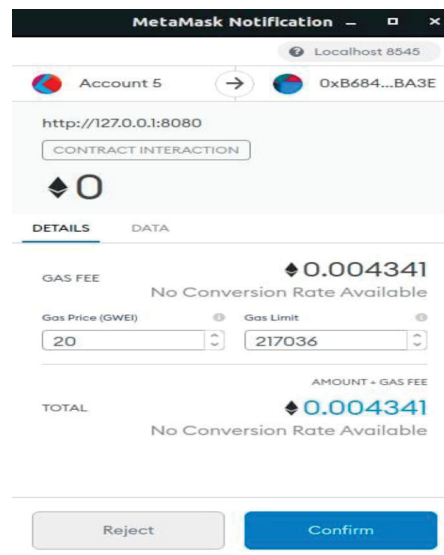 MetaMask Notification
Localhost 8545
Account 5 0xB684...BA3E
http://127.0.0.1:8080
CONTRACT INTERACTION
0
DETAILS DATA
GAS FEE 0.004341
No Conversion Rate Available
Gas Price (GWEI) Gas Limit
20 217036
AMOUNT + GAS FEE
TOTAL 0.004341
No Conversion Rate Available
Reject Confirm